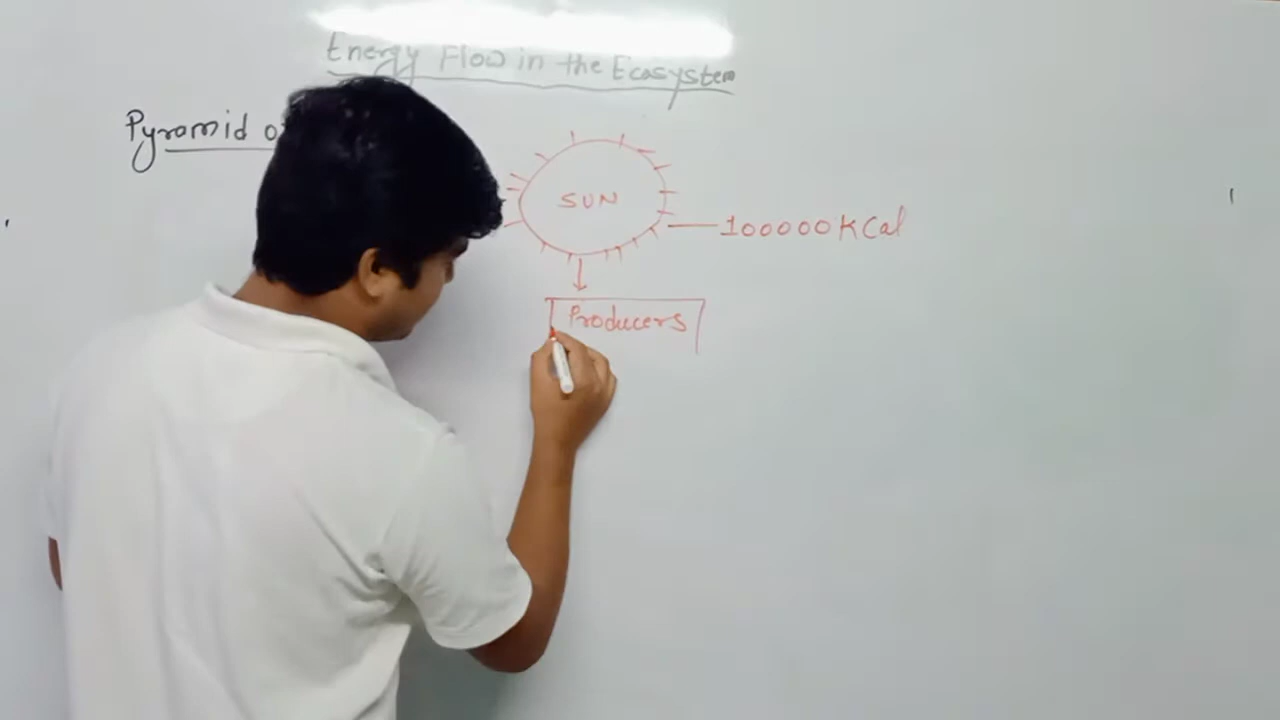 Energy Flow in the Ecosystem
Pyramid
SUN
100000 KCal
Producers